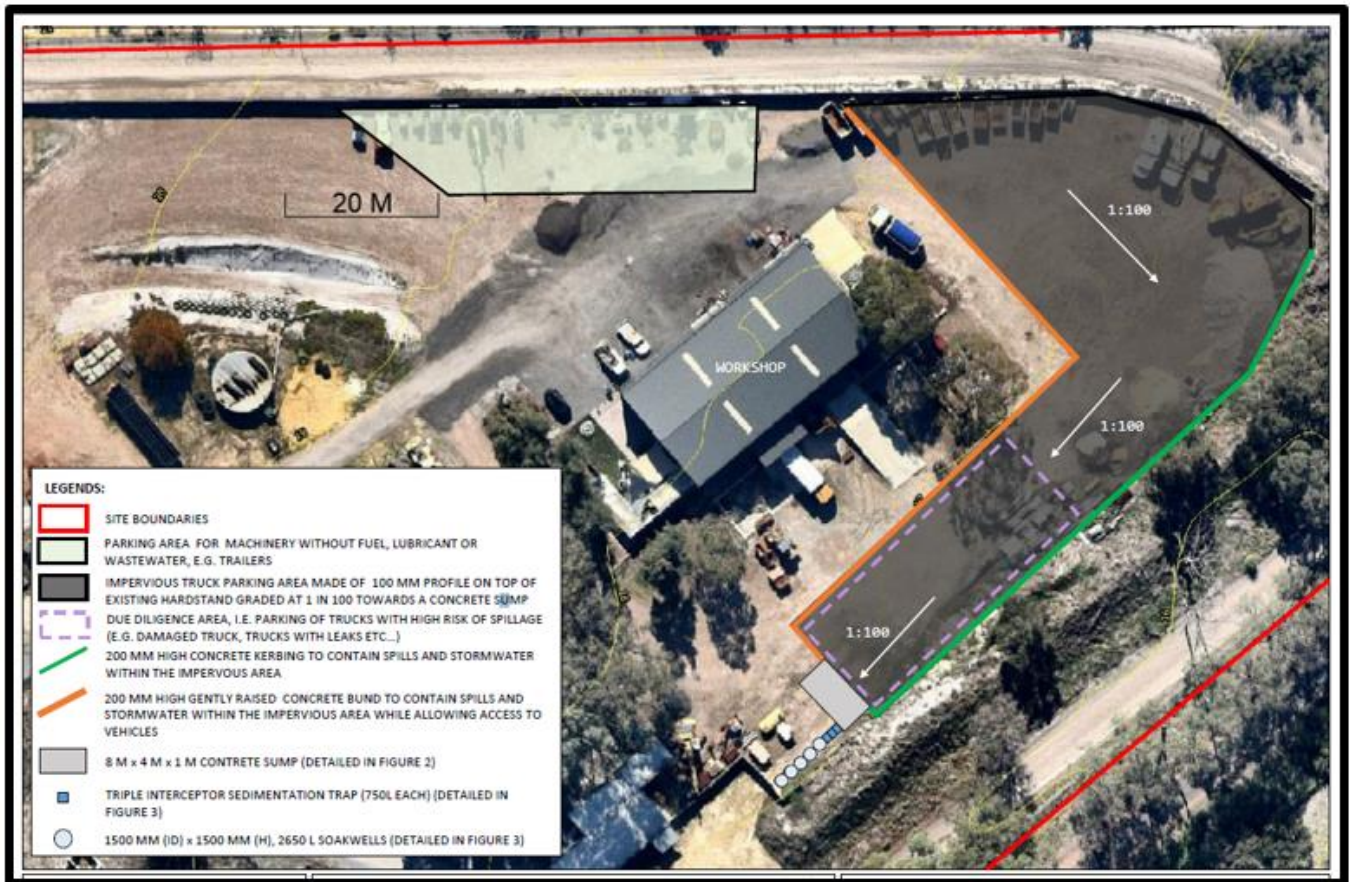 20 M
1:100
WORKSHOP
1:100
1:100
LEGENDS:
SITE BOUNDARIES
PARKING AREA FOR MACHINERY WITHOUT FUEL, LUBRICANT OR
WASTEWATER, E.G. TRAILERS
IMPERVIOUS TRUCK PARKING AREA MADE OF 100 MM PROFILE ON TOP OF
EXISTING HARDSTAND GRADED AT 1 IN 100 TOWARDS A CONCRETE SUMP
DUE DILIGENCE AREA, I.E. PARKING OF TRUCKS WITH HIGH RISK OF SPILLAGE
(E.G. DAMAGED TRUCK, TRUCKS WITH LEAKS ETC...)
200 MM HIGH CONCRETE KERBING TO CONTAIN SPILLS AND STORMWATER
WITHIN THE IMPERVOUS AREA
200 MM HIGH GENTLY RAISED CONCRETE BUND TO CONTAIN SPILLS AND
STORMWATER WITHIN THE IMPERVIOUS AREA WHILE ALLOWING ACCESS TO
VEHICLES
8 M x 4 M x 1 M CONTRETE SUMP (DETAILED IN FIGURE 2)
TRIPLE INTERCEPTOR SEDIMENTATION TRAP (750L EACH) (DETAILED IN
FIGURE 3)
1500 MM (ID) x 1500 MM (H), 2650 L SOAKWELLS (DETAILED IN FIGURE 3)